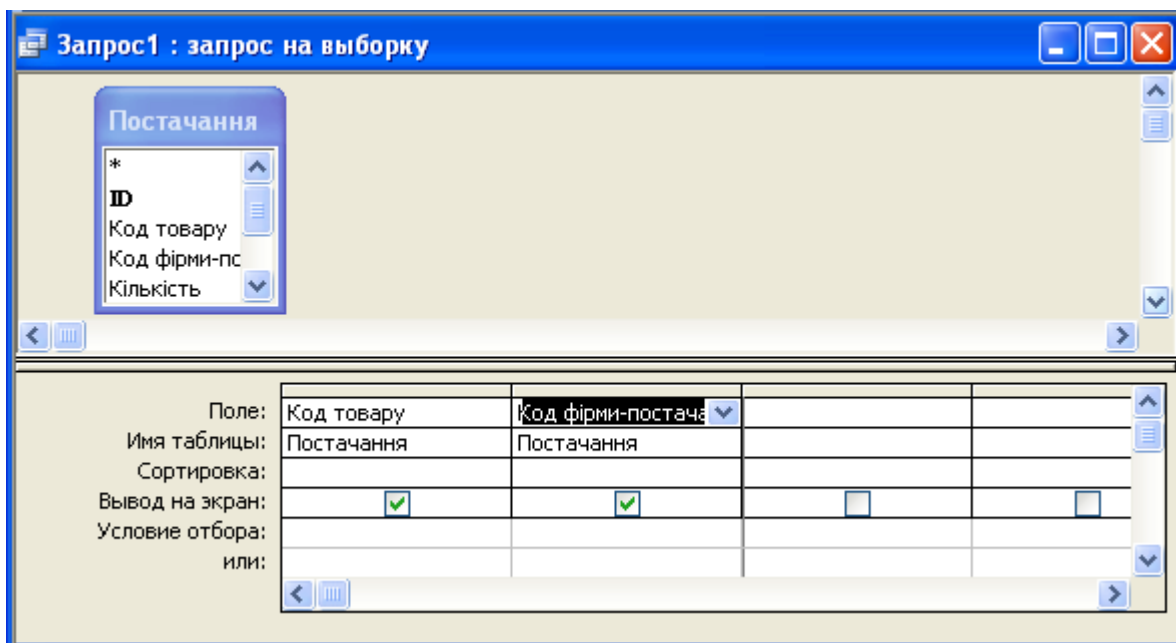 Запрос1 : запрос на выборку
Постачання
*
ID
Код товару
Код фірми-пс
Кількість
Поле: Код товару Код фірми-постача
Имя таблицы: Постачання Постачання
Сортировка:
Вывод на экран:
Условие отбора:
или: